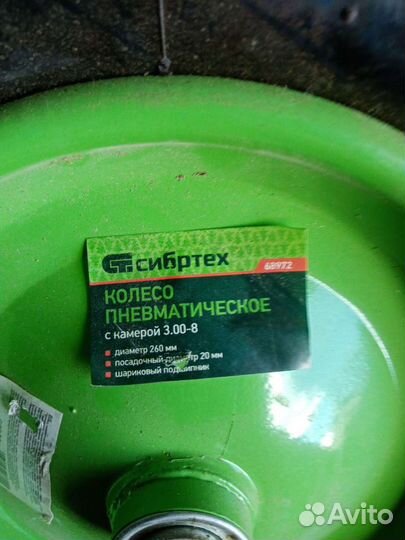 сибртех
68972
КОЛЕСО
ПНЕВМАТИЧЕСКОЕ
с камерой 3.00-8
диаметр 260 мм
посадочный диаметр 20 мм
шариковый подшипник
Avito